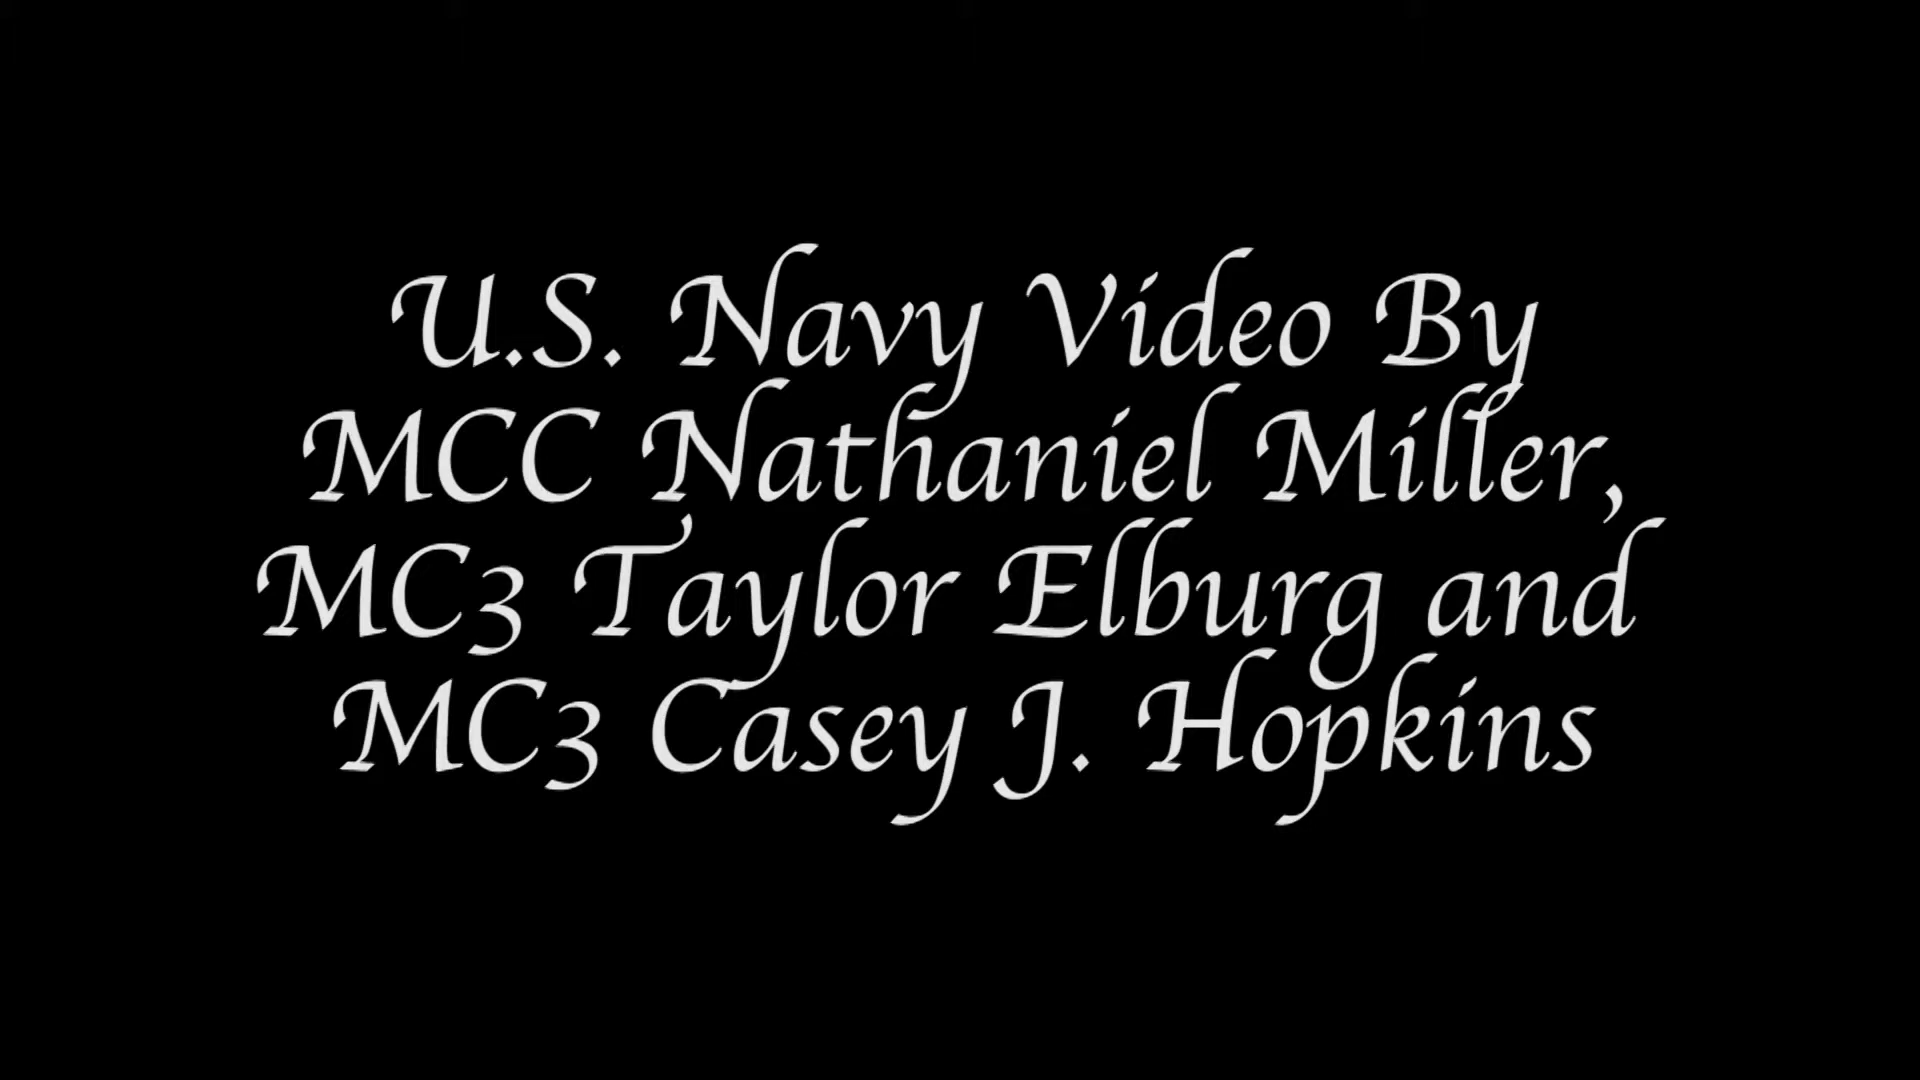 U.S. Navy Video By
MCC Nathaniel Miller,
MC3 Taylor Elburg and
MC3 Casey J. Hopkins